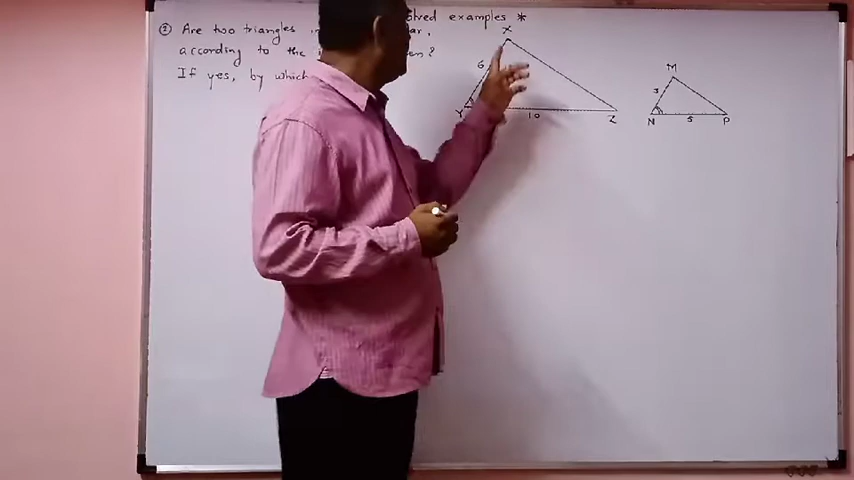 solved examples *
② Are two triangles
according to the
If yes, by which
X
6
Y
10
Z
M
3
N
5
P